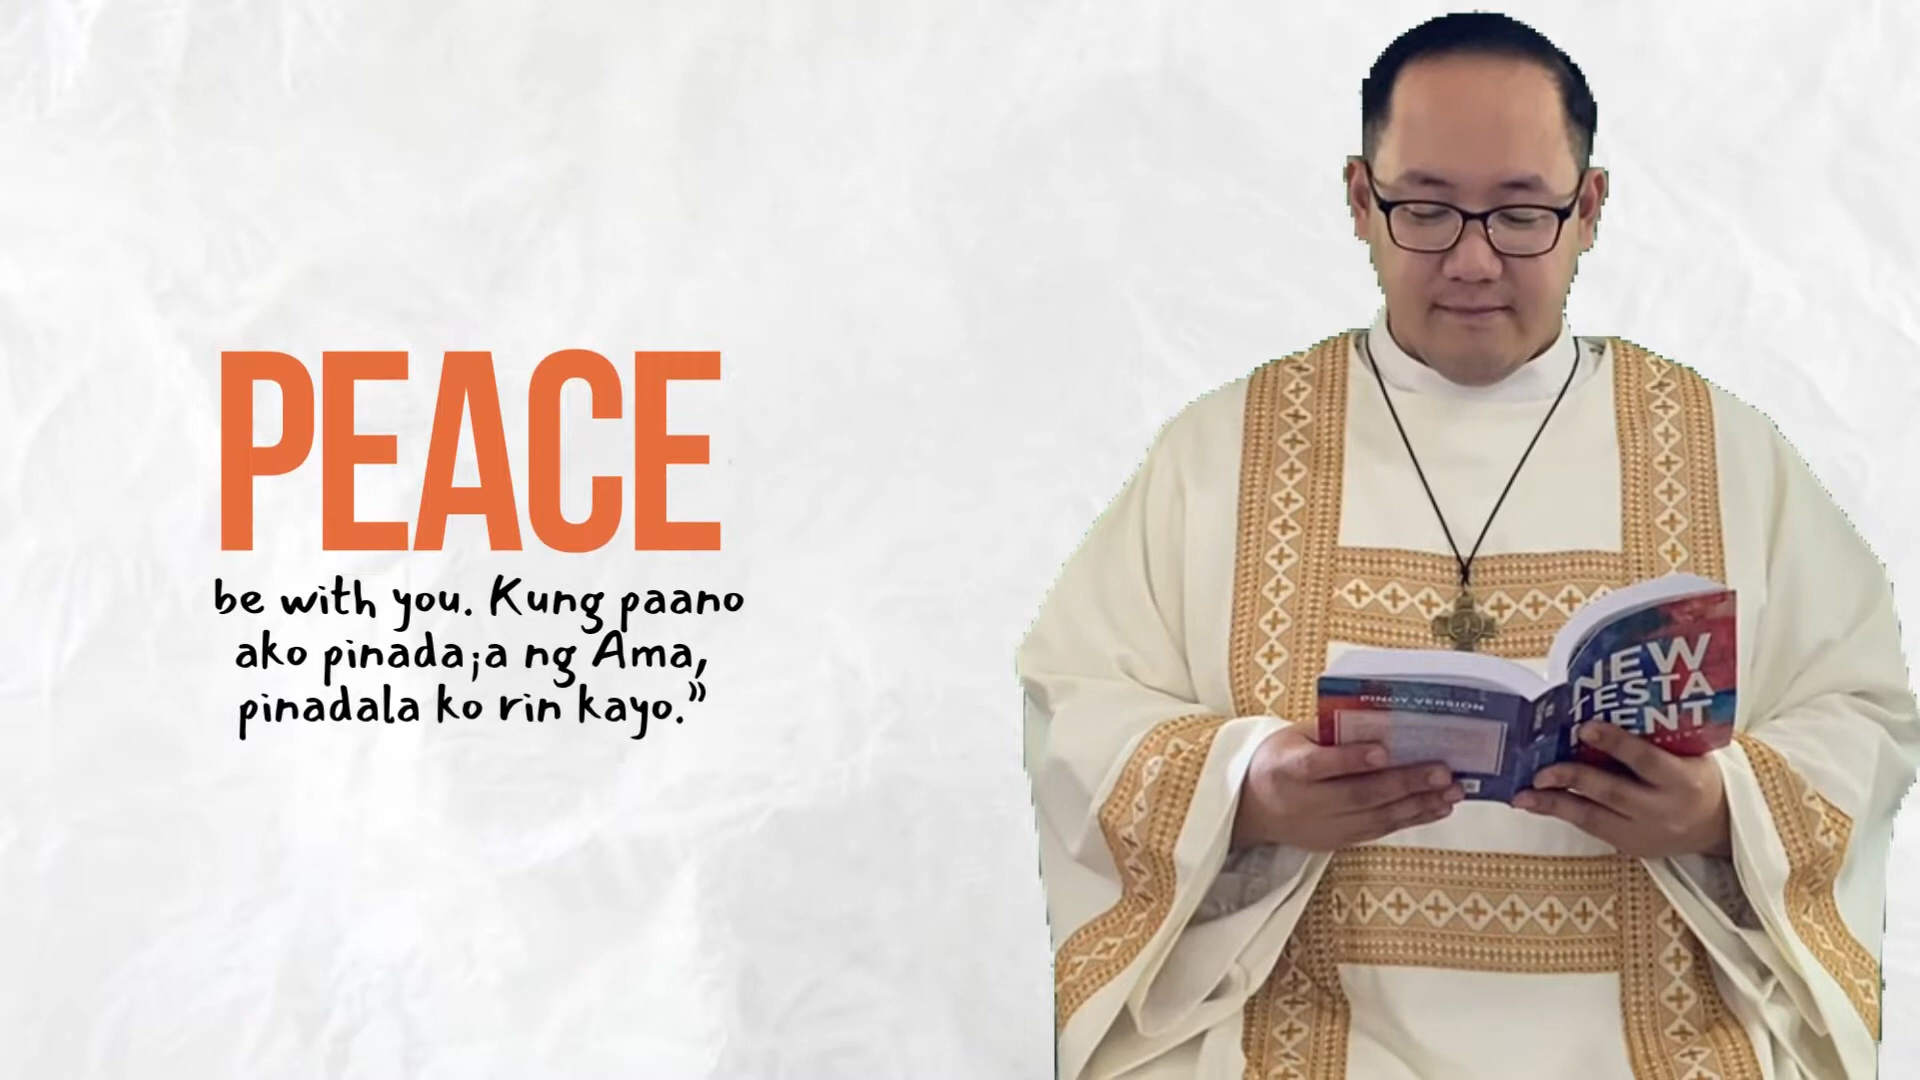 PEACE
be with you. Kung paano
ako pinada;a ng Ama,
pinadala ko rin kayo.”
PINOY VERSION
NEW
TESTA
MENT